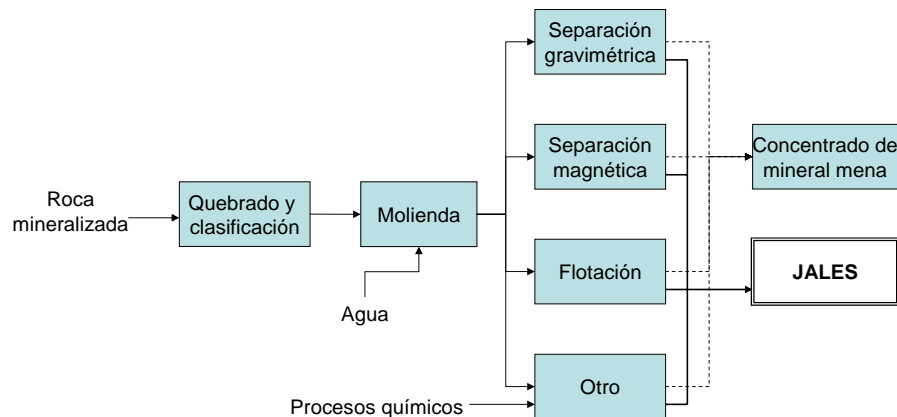 Separación
gravimétrica
Separación
magnética
Concentrado de
mineral mena
Roca
mineralizada
Quebrado y
clasificación
Molienda
Flotación
JALES
Agua
Otro
Procesos químicos